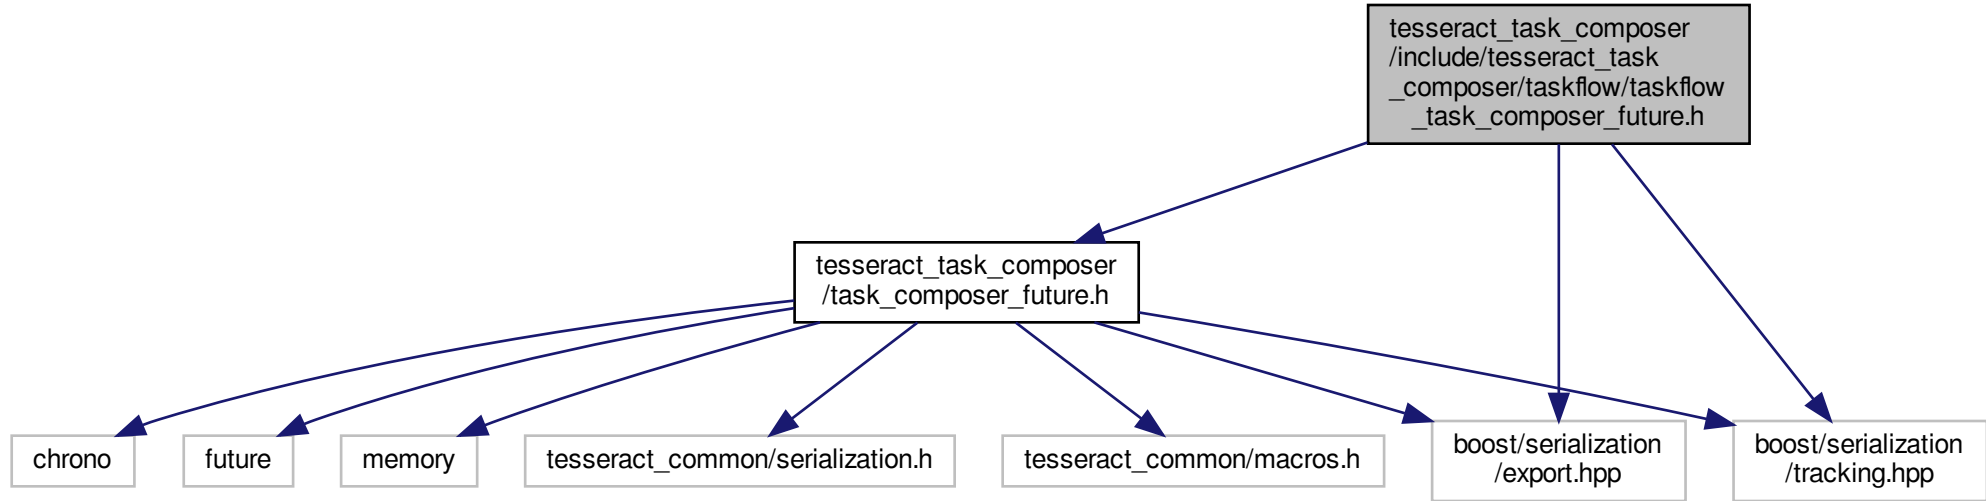 tesseract_task_composer
/include/tesseract_task
_composer/taskflow/taskflow
_task_composer_future.h
tesseract_task_composer
/task_composer_future.h
chrono
future
memory
tesseract_common/serialization.h
tesseract_common/macros.h
boost/serialization
/export.hpp
boost/serialization
/tracking.hpp